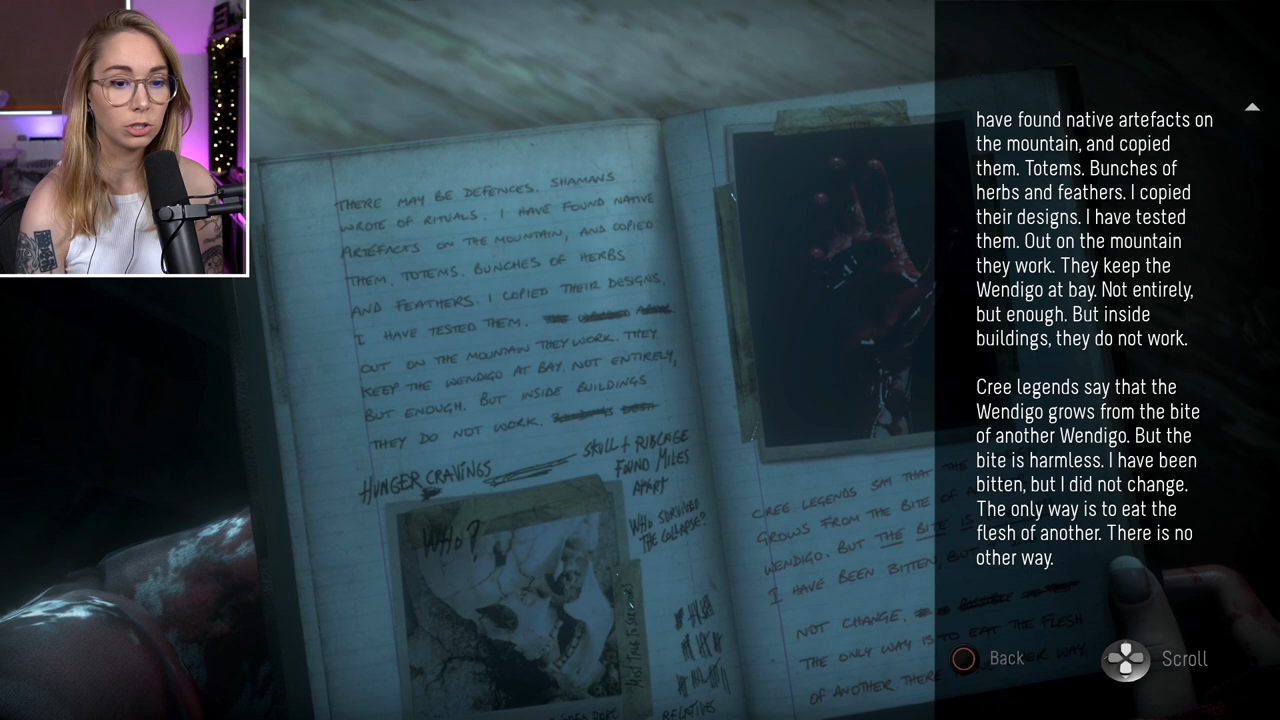 THERE MAY BE DEFENCES. SHAMANS
WROTE OF RITUALS. I HAVE FOUND NATIVE
ARTEFACTS ON THE MOUNTAIN, AND COPIED
THEM. TOTEMS. BUNCHES OF HERBS
AND FEATHERS. I COPIED THEIR DESIGNS.
I HAVE TESTED THEM.
OUT ON THE MOUNTAIN THEY WORK. THEY
KEEP THE WENDIGO AT BAY. NOT ENTIRELY,
BUT ENOUGH. BUT INSIDE BUILDINGS
THEY DO NOT WORK.
HUNGER CRAVINGS
SKULL + RIBCAGE
FOUND MILES
APART
WHO?
WHO SURVIVED
THE COLLAPSE?
RELATIVES
CREE LEGENDS SAY THAT THE
GROWS FROM THE BITE OF
WENDIGO. BUT THE BITE IS
I HAVE BEEN BITTEN, BUT
NOT CHANGE.
THE ONLY WAY IS TO EAT THE FLESH
OF ANOTHER. THERE WAY.
have found native artefacts on
the mountain, and copied
them. Totems. Bunches of
herbs and feathers. I copied
their designs. I have tested
them. Out on the mountain
they work. They keep the
Wendigo at bay. Not entirely,
but enough. But inside
buildings, they do not work.
Cree legends say that the
Wendigo grows from the bite
of another Wendigo. But the
bite is harmless. I have been
bitten, but I did not change.
The only way is to eat the
flesh of another. There is no
other way.
Back
Scroll